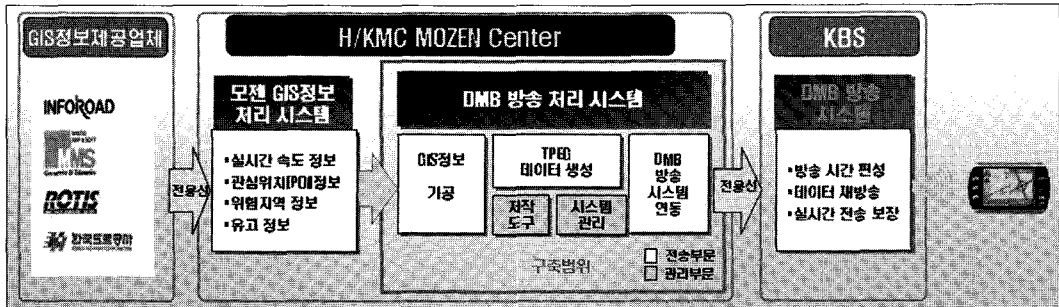 GIS정보제공업체
INFOROAD
ROTIS
한국도로공사
전용선
H/KMC MOZEN Center
모젠 GIS정보
처리 시스템
•실시간 속도 정보
•관심위치[POI]정보
•위험지역 정보
•유고 정보
DMB 방송 처리 시스템
GIS정보
가공
TPEG
데이터 생성
저작
도구
시스템
관리
DMB
방송
시스템
연동
구축범위
전송부문
관리부문
전용선
KBS
DMB 방송
시스템
•방송 시간 편성
•데이터 재방송
•실시간 전송 보장